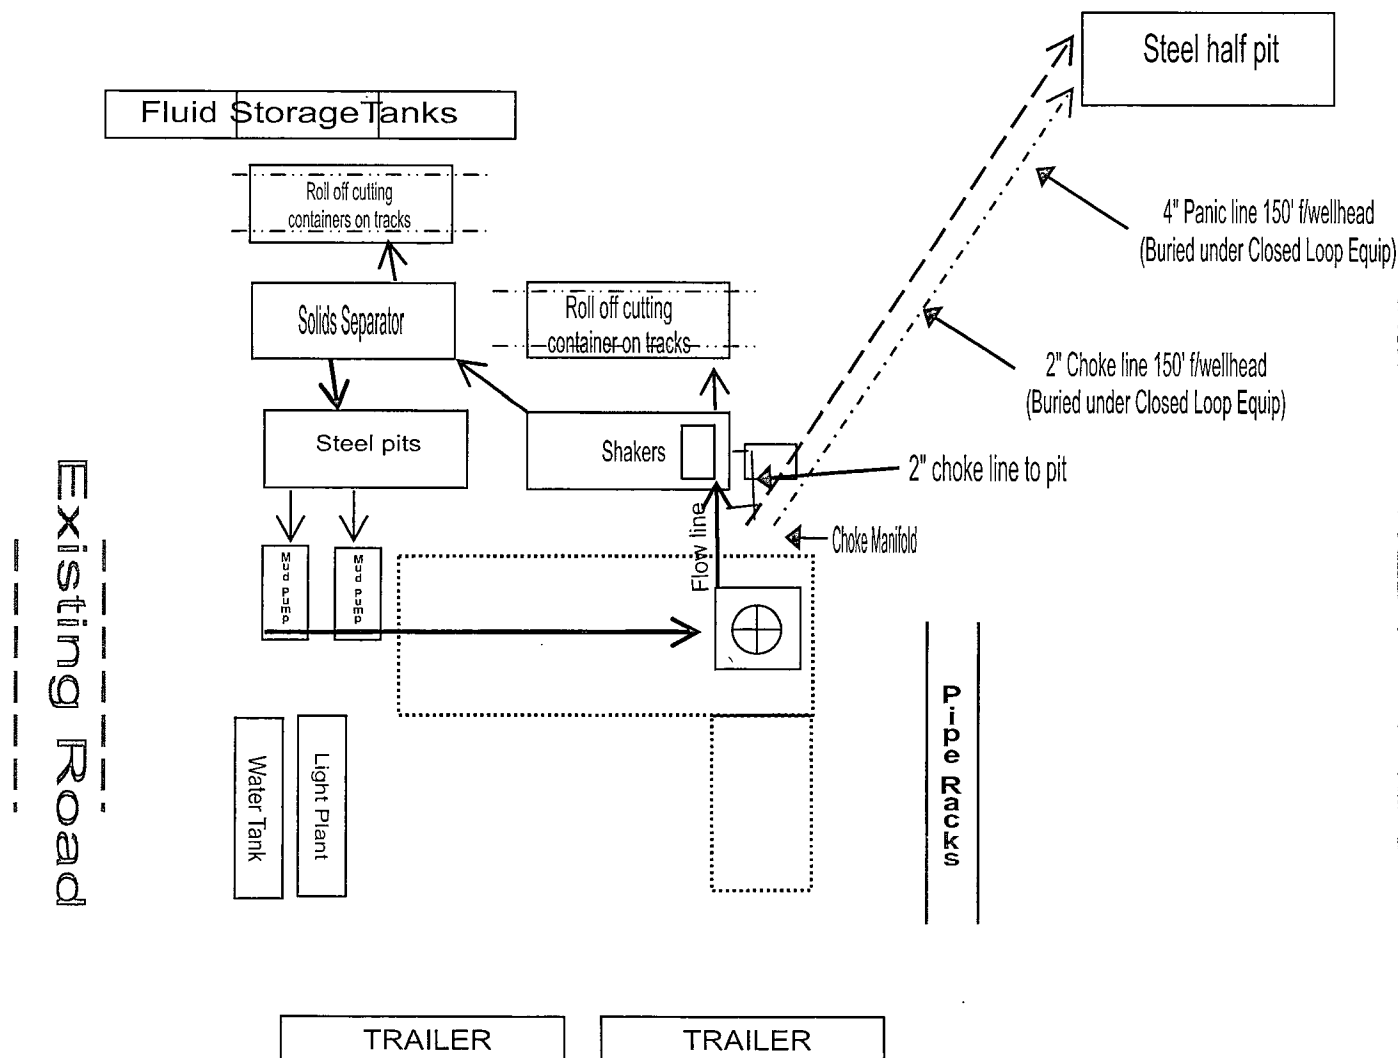 Steel half pit
Fluid StorageTanks
Roll off cutting
containers on tracks
4" Panic line 150' f/wellhead
(Buried under Closed Loop Equip)
Solids Separator
Roll off cutting
container on tracks
2" Choke line 150' f/wellhead
(Buried under Closed Loop Equip)
Steel pits
Shakers
2" choke line to pit
Existing Road
Flow line
Choke Manifold
Mud Pump
Mud Pump
Pipe Racks
Water Tank
Light Plant
TRAILER
TRAILER